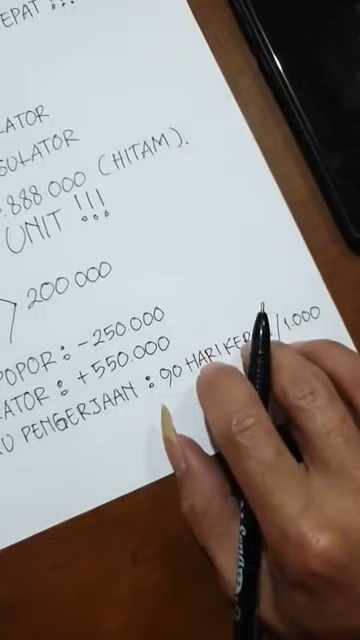 EPAT !!!
ATOR
GULATOR
.888.000 (HITAM).
UNIT !!!
200.000
POPOR : -250.000
ATOR : +550.000
U PENGERJAAN : 90 HARI KER /1.000